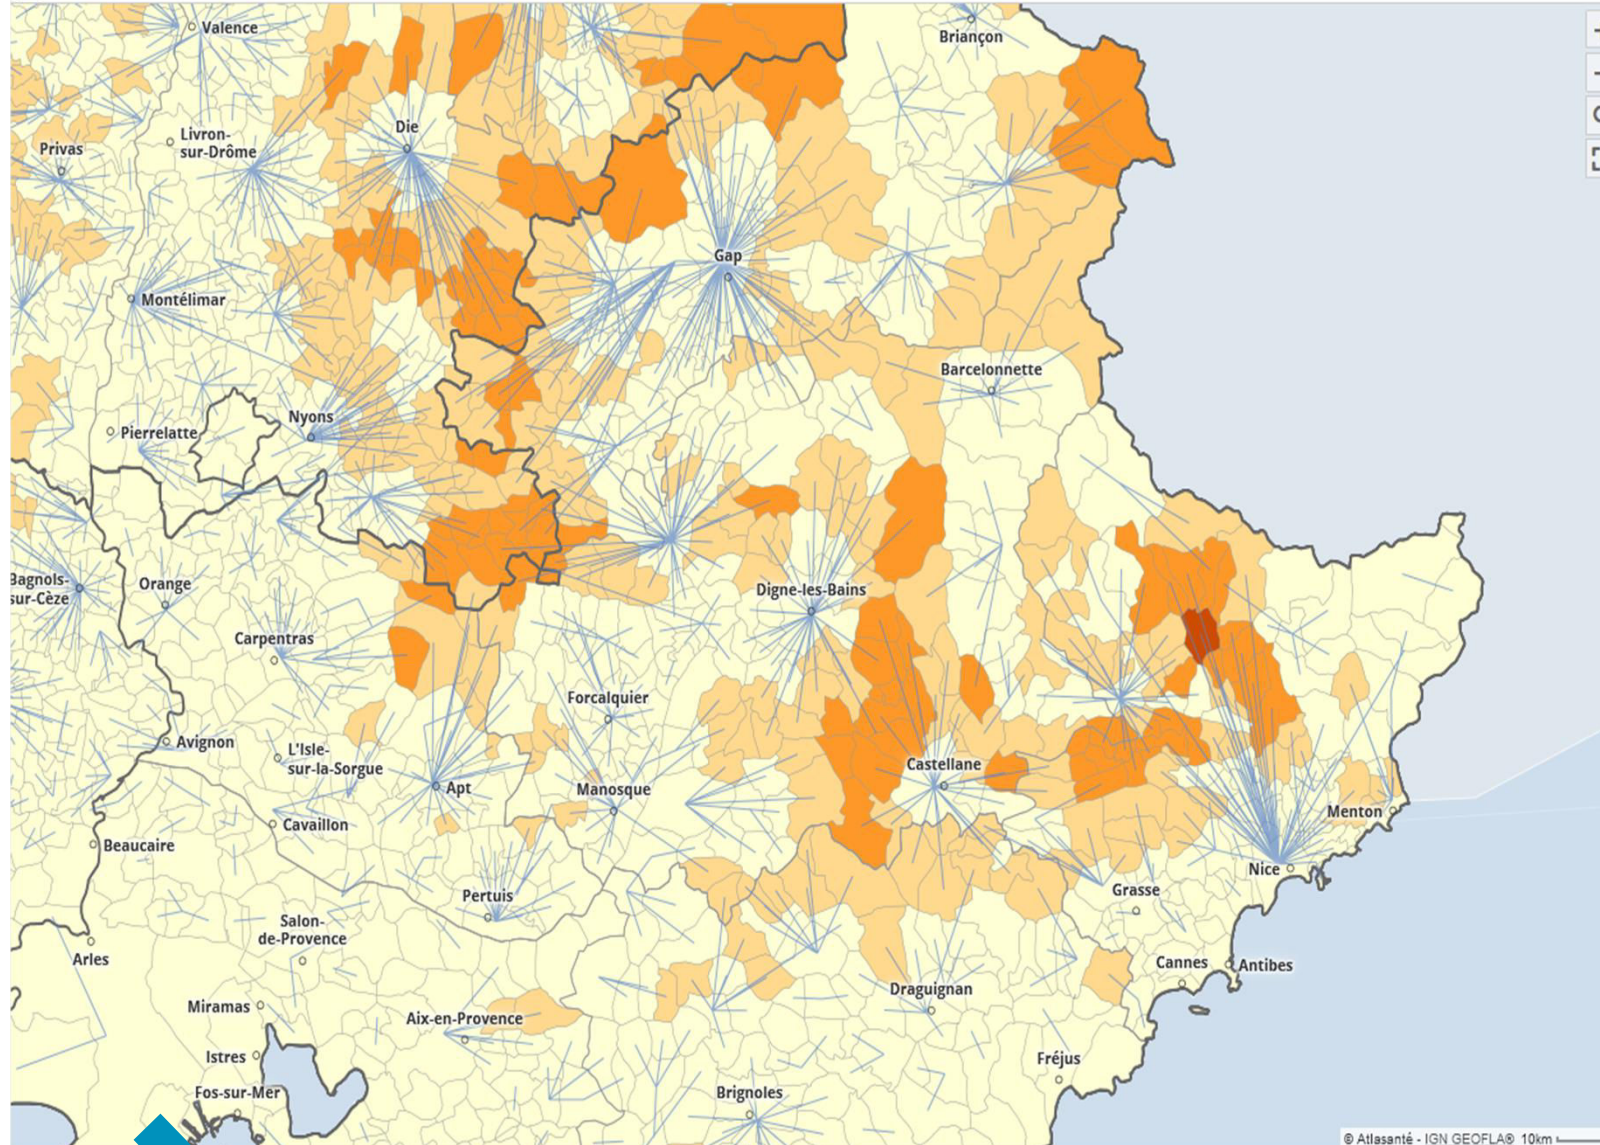 Valence
Briançon
Die
Livron-
sur-Drôme
Privas
Gap
Montélimar
Barcelonnette
Nyons
Pierrelatte
Bagnols-
sur-Cèze
Orange
Digne-les-Bains
Carpentras
Forcalquier
Avignon
L'Isle-
sur-la-Sorgue
Castellane
Apt
Manosque
Cavaillon
Menton
Beaucaire
Nice
Grasse
Pertuis
Salon-
de-Provence
Arles
Cannes
Antibes
Draguignan
Miramas
Aix-en-Provence
Istres
Fréjus
Fos-sur-Mer
Brignoles
© Atlasanté - IGN GEOFLA® 10km